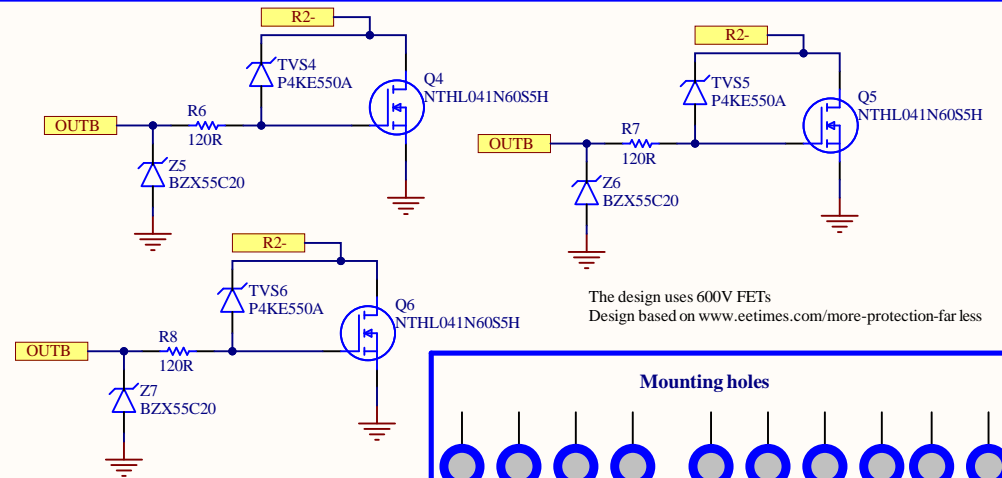 R2-
TVS4
P4KE550A
Q4
NTHL041N60S5H
R6
120R
OUTB
Z5
BZX55C20
R2-
TVS5
P4KE550A
Q5
NTHL041N60S5H
R7
120R
OUTB
Z6
BZX55C20
R2-
TVS6
P4KE550A
Q6
NTHL041N60S5H
R8
120R
OUTB
Z7
BZX55C20
The design uses 600V FETs
Design based on www.eetimes.com/more-protection-far less
Mounting holes